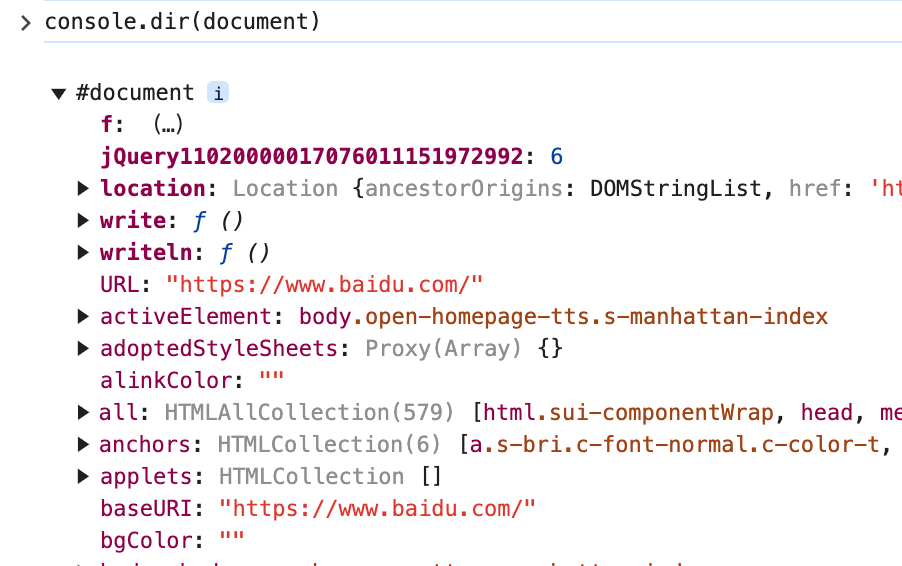 console.dir(document)
#document i
f: (…)
jQuery110200000170760111519 72992: 6
location: Location {ancestorOrigins: DOMStringList, href: 'ht
write: ƒ ()
writeln: ƒ ()
URL: "https://www.baidu.com/"
activeElement: body.open-homepage-tts.s-manhattan-index
adoptedStyleSheets: Proxy(Array) {}
alinkColor: ""
all: HTMLAllCollection(579) [html.sui-componentWrap, head, me
anchors: HTMLCollection(6) [a.s-bri.c-font-normal.c-color-t,
applets: HTMLCollection []
baseURI: "https://www.baidu.com/"
bgColor: ""